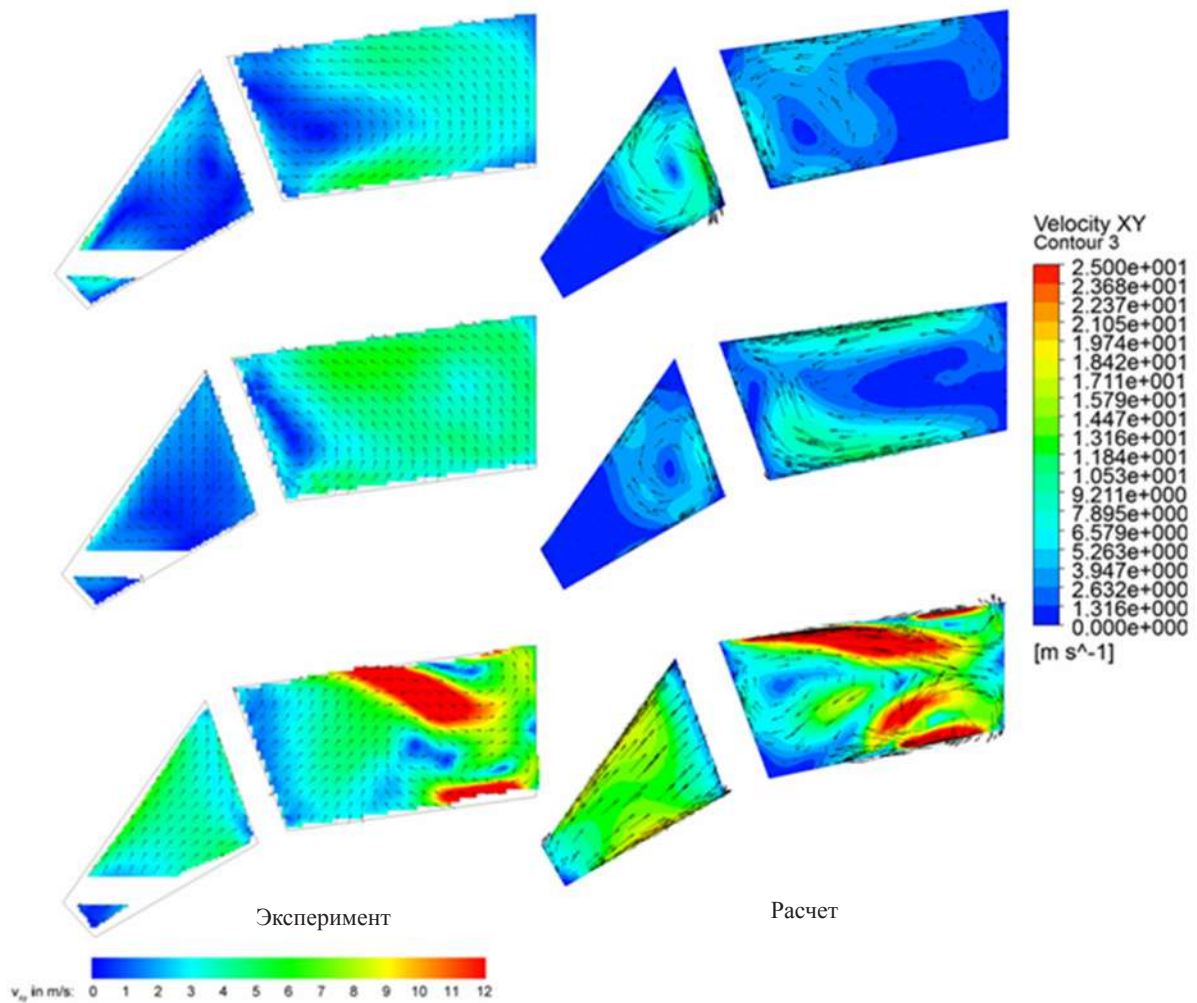 Velocity XY
Contour 3
2.500e+001
2.368e+001
2.237e+001
2.105e+001
1.974e+001
1.842e+001
1.711e+001
1.579e+001
1.447e+001
1.316e+001
1.184e+001
1.053e+001
9.211e+000
7.895e+000
6.579e+000
5.263e+000
3.947e+000
2.632e+000
1.316e+000
0.000e+000
[m s^-1]
Эксперимент
Расчет
v_xy in m/s: 0 1 2 3 4 5 6 7 8 9 10 11 12